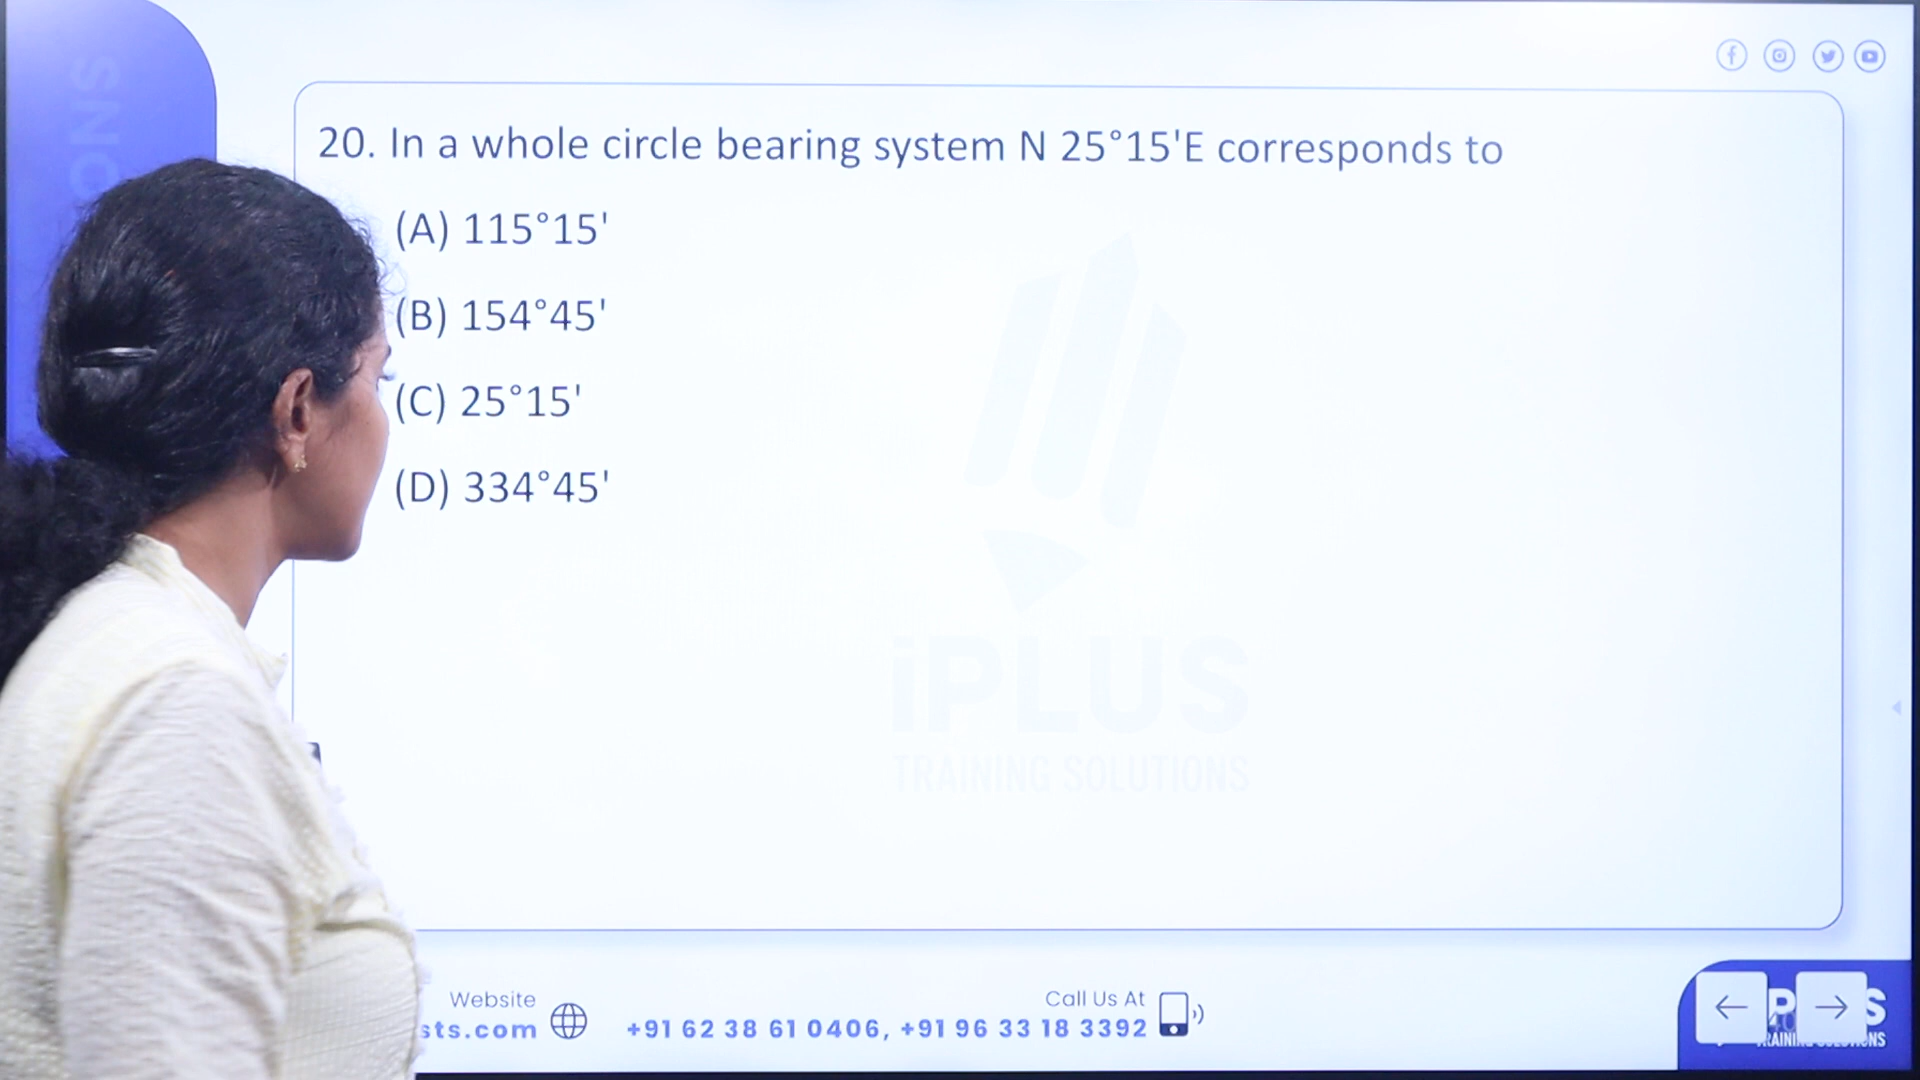 20. In a whole circle bearing system N 25°15'E corresponds to
(A) 115°15'
(B) 154°45'
(C) 25°15'
(D) 334°45'
iPLUS
TRAINING SOLUTIONS
Website
sts.com
Call Us At
+91 62 38 61 0406, +91 96 33 18 3392